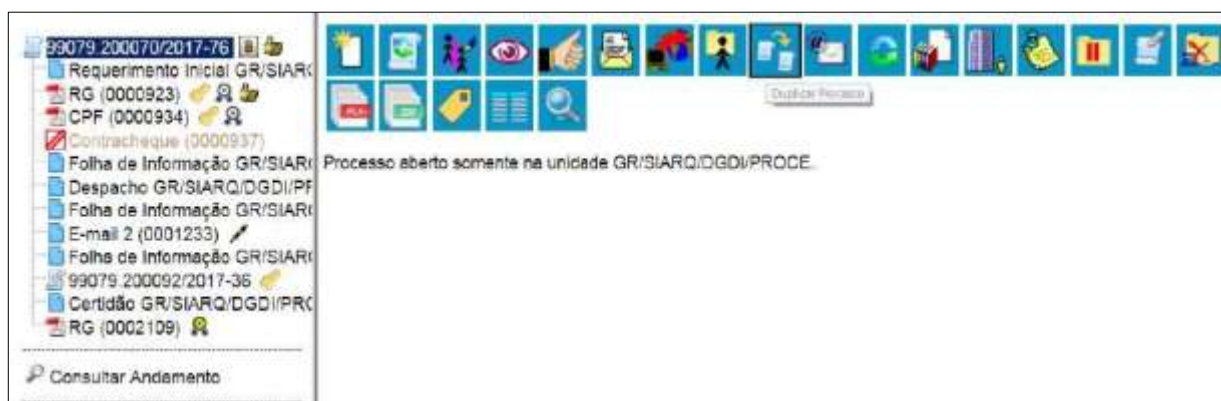 99079.200070/2017-76
Requerimento Inicial GR/SIAR
RG (0000923)
CPF (0000934)
Contracheque (0000937)
Folha de Informação GR/SIAR
Despacho GR/SIARQ/DGDI/PF
Folha de Informação GR/SIAR
E-mail 2 (0001233)
Folha de Informação GR/SIAR
99079.200092/2017-36
Certidão GR/SIARQ/DGDI/PRO
RG (0002109)
Consultar Andamento
Duplicar Processo
Processo aberto somente na unidade GR/SIARQ/DGDI/PROCE.